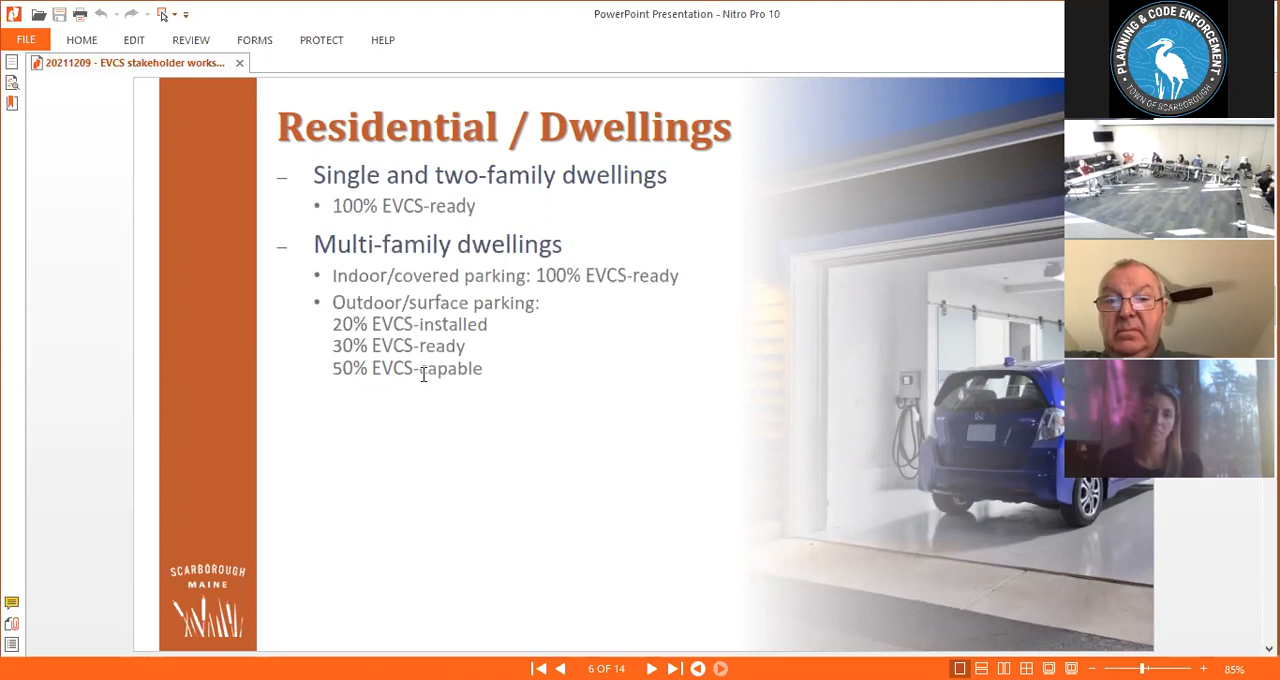 PowerPoint Presentation - Nitro Pro 10
FILE HOME EDIT REVIEW FORMS PROTECT HELP
20211209 - EVCS stakeholder works...
PLANNING & CODE ENFORCEMENT
TOWN OF SCARBOROUGH
Residential / Dwellings
– Single and two-family dwellings
• 100% EVCS-ready
– Multi-family dwellings
• Indoor/covered parking: 100% EVCS-ready
• Outdoor/surface parking:
20% EVCS-installed
30% EVCS-ready
50% EVCS-capable
SCARBOROUGH
MAINE
6 OF 14
85%